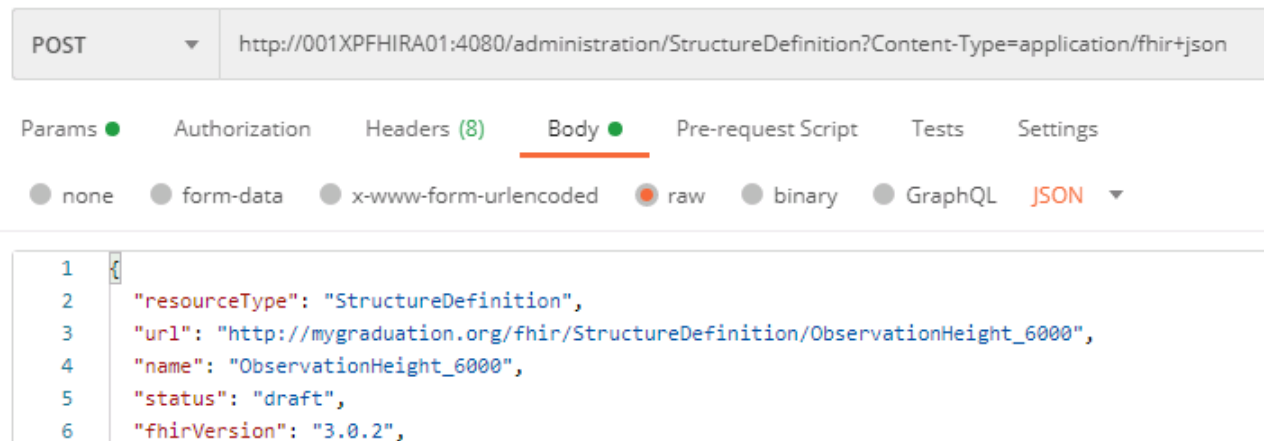 POST http://001XPFHIRA01:4080/administration/StructureDefinition?Content-Type=application/fhir+json
Params Authorization Headers (8) Body Pre-request Script Tests Settings
none form-data x-www-form-urlencoded raw binary GraphQL JSON
1 {
2 "resourceType": "StructureDefinition",
3 "url": "http://mygraduation.org/fhir/StructureDefinition/ObservationHeight_6000",
4 "name": "ObservationHeight_6000",
5 "status": "draft",
6 "fhirVersion": "3.0.2",